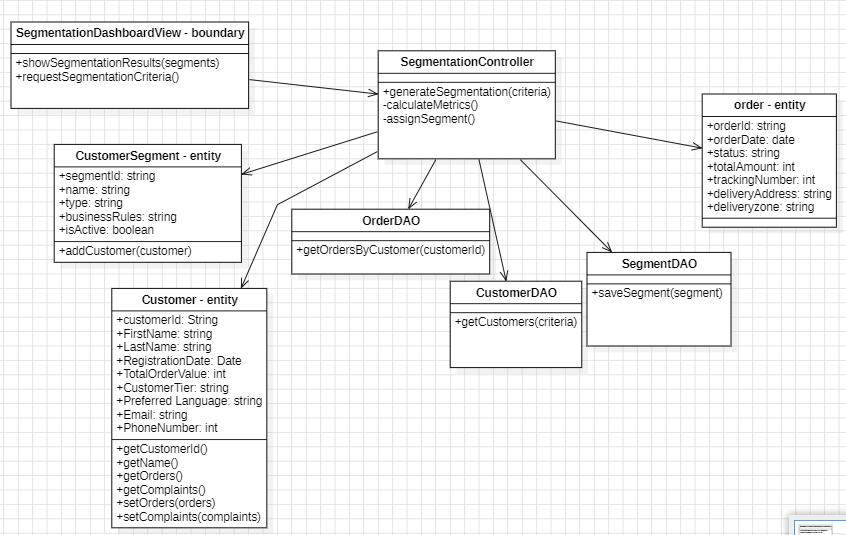 SegmentationDashboardView - boundary
+showSegmentationResults(segments)
+requestSegmentationCriteria()
SegmentationController
+generateSegmentation(criteria)
-calculateMetrics()
-assignSegment()
order - entity
+orderId: string
+orderDate: date
+status: string
+totalAmount: int
+trackingNumber: int
+deliveryAddress: string
+deliveryzone: string
CustomerSegment - entity
+segmentId: string
+name: string
+type: string
+businessRules: string
+isActive: boolean
+addCustomer(customer)
OrderDAO
+getOrdersByCustomer(customerId)
SegmentDAO
+saveSegment(segment)
CustomerDAO
+getCustomers(criteria)
Customer - entity
+customerId: String
+FirstName: string
+LastName: string
+RegistrationDate: Date
+TotalOrderValue: int
+CustomerTier: string
+Preferred Language: string
+Email: string
+PhoneNumber: int
+getCustomerId()
+getName()
+getOrders()
+getComplaints()
+setOrders(orders)
+setComplaints(complaints)